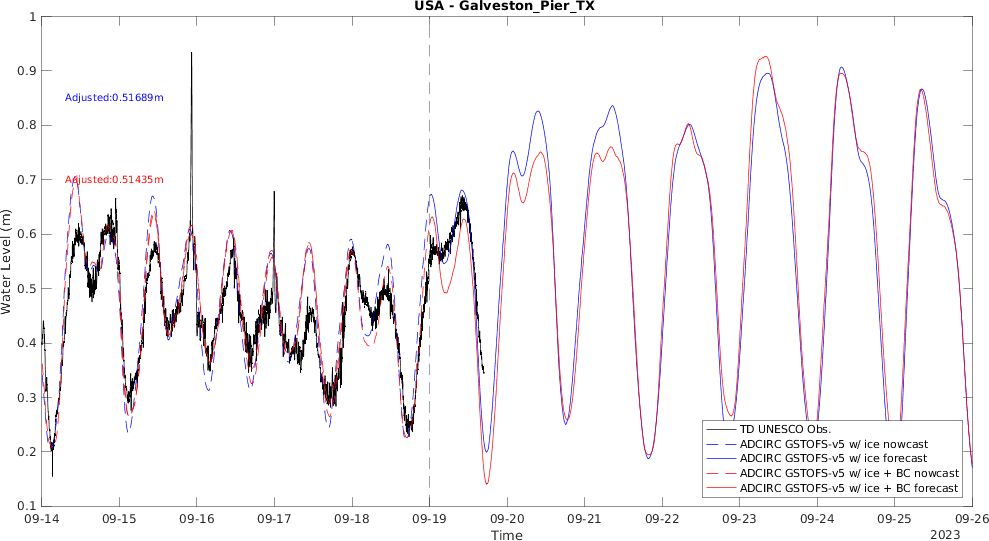 USA - Galveston_Pier_TX
1
0.9
0.8
0.7
0.6
0.5
0.4
0.3
0.2
0.1
Water Level (m)
Adjusted:0.51689m
Adjusted:0.51435m
TD UNESCO Obs.
ADCIRC GSTOFS-v5 w/ ice nowcast
ADCIRC GSTOFS-v5 w/ ice forecast
ADCIRC GSTOFS-v5 w/ ice + BC nowcast
ADCIRC GSTOFS-v5 w/ ice + BC forecast
09-14 09-15 09-16 09-17 09-18 09-19 09-20 09-21 09-22 09-23 09-24 09-25 09-26
Time
2023